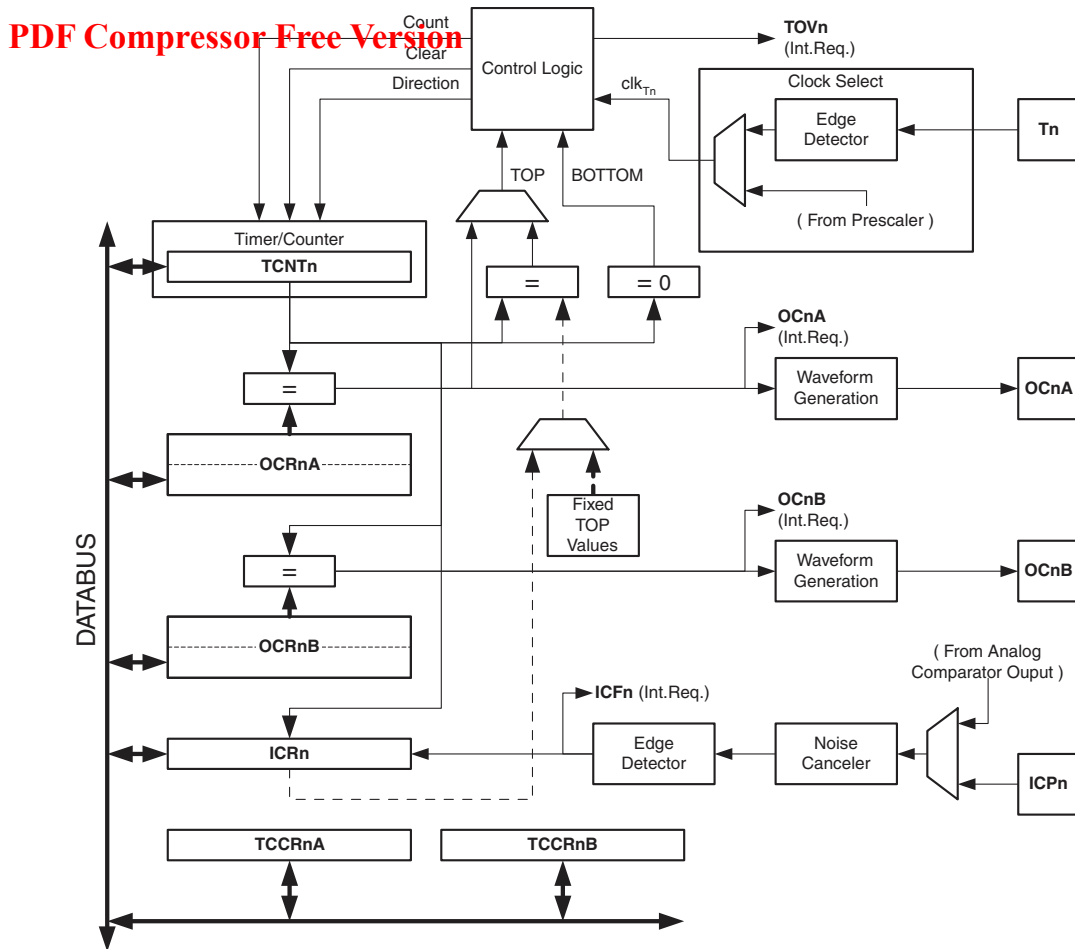 PDF Compressor Free Version
Count
Clear
Direction
Control Logic
TOVn
(Int.Req.)
clkTn
Clock Select
Edge
Detector
Tn
( From Prescaler )
TOP
BOTTOM
Timer/Counter
TCNTn
=
= 0
OCnA
(Int.Req.)
=
Waveform
Generation
OCnA
OCRnA
Fixed
TOP
Values
OCnB
(Int.Req.)
=
Waveform
Generation
OCnB
OCRnB
DATABUS
( From Analog
Comparator Ouput )
ICFn (Int.Req.)
ICRn
Edge
Detector
Noise
Canceler
ICPn
TCCRnA
TCCRnB